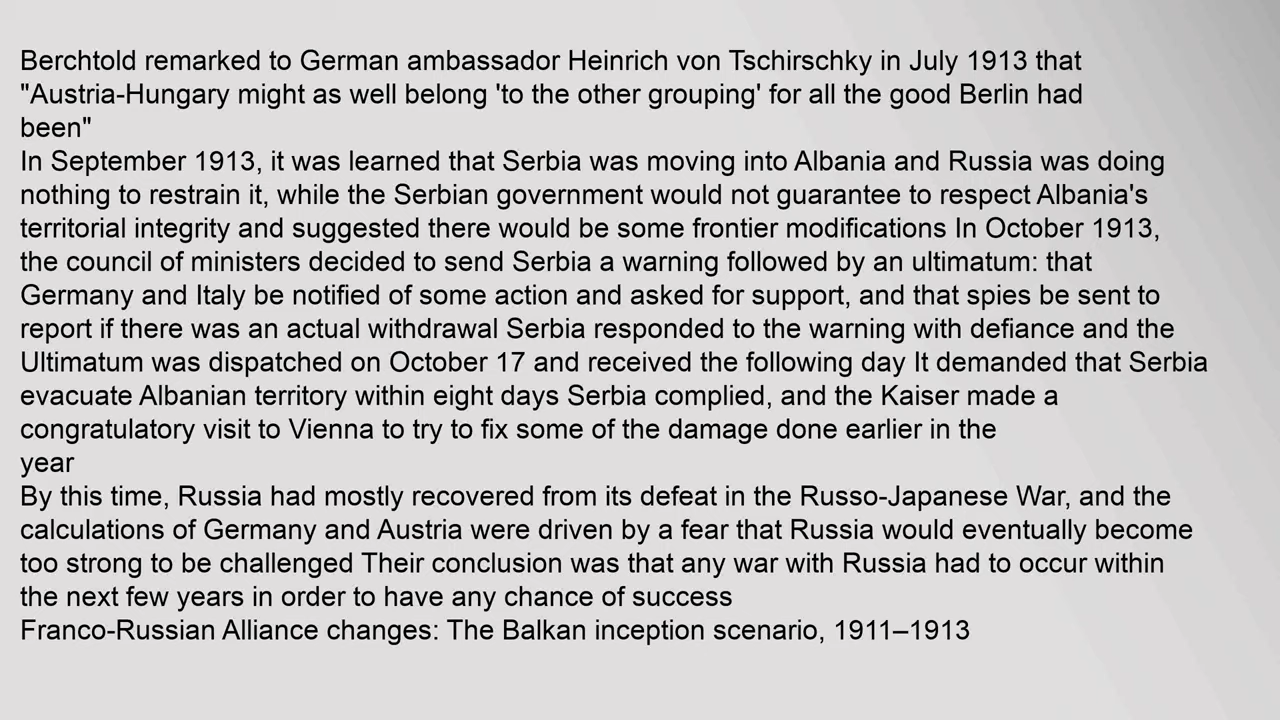 Berchtold remarked to German ambassador Heinrich von Tschirschky in July 1913 that
"Austria-Hungary might as well belong 'to the other grouping' for all the good Berlin had
been"
In September 1913, it was learned that Serbia was moving into Albania and Russia was doing
nothing to restrain it, while the Serbian government would not guarantee to respect Albania's
territorial integrity and suggested there would be some frontier modifications In October 1913,
the council of ministers decided to send Serbia a warning followed by an ultimatum: that
Germany and Italy be notified of some action and asked for support, and that spies be sent to
report if there was an actual withdrawal Serbia responded to the warning with defiance and the
Ultimatum was dispatched on October 17 and received the following day It demanded that Serbia
evacuate Albanian territory within eight days Serbia complied, and the Kaiser made a
congratulatory visit to Vienna to try to fix some of the damage done earlier in the
year
By this time, Russia had mostly recovered from its defeat in the Russo-Japanese War, and the
calculations of Germany and Austria were driven by a fear that Russia would eventually become
too strong to be challenged Their conclusion was that any war with Russia had to occur within
the next few years in order to have any chance of success
Franco-Russian Alliance changes: The Balkan inception scenario, 1911–1913